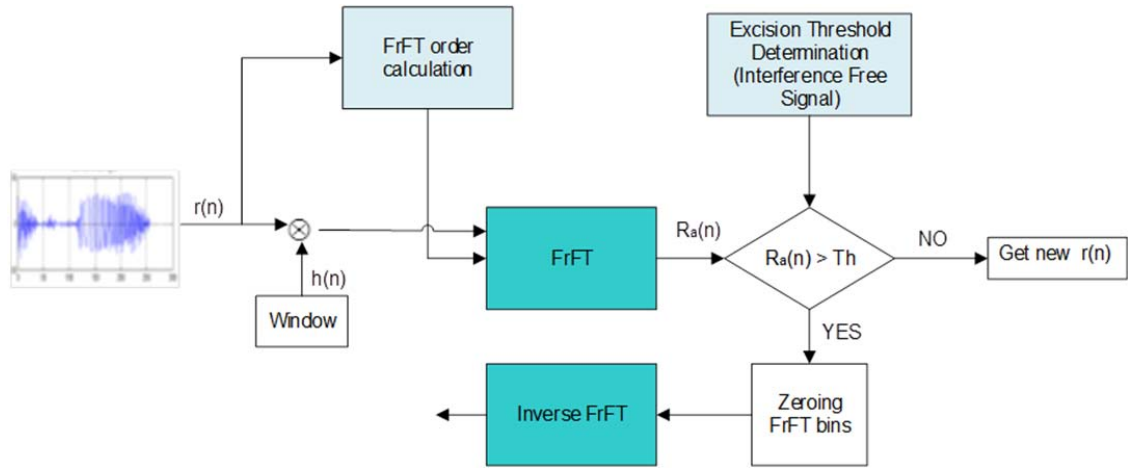 FrFT order
calculation
Excision Threshold
Determination
(Interference Free
Signal)
r(n)
h(n)
Window
FrFT
Ra(n)
Ra(n) > Th
NO
Get new r(n)
YES
Zeroing
FrFT bins
Inverse FrFT